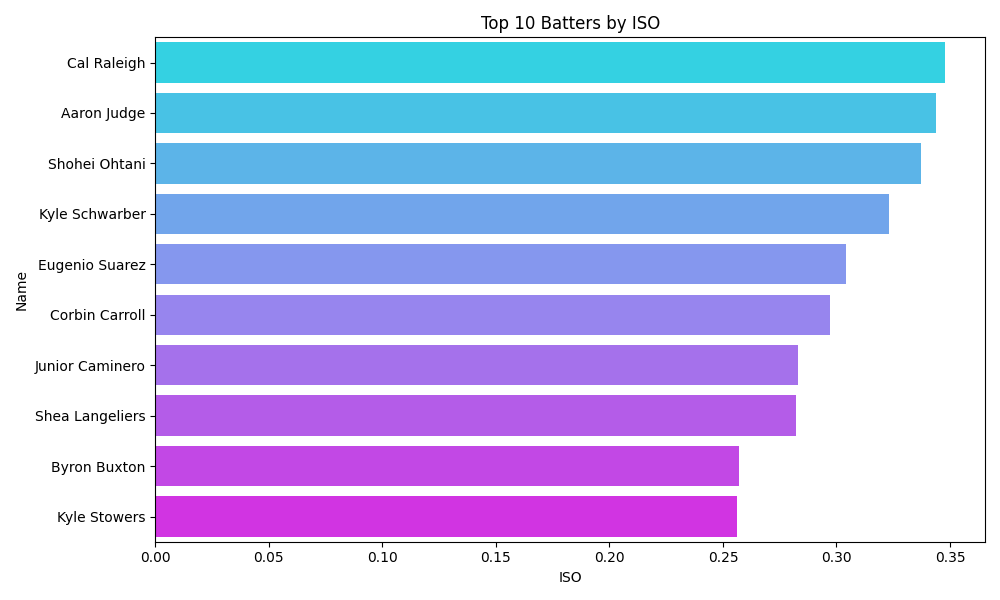 Top 10 Batters by ISO
Name
Cal Raleigh
Aaron Judge
Shohei Ohtani
Kyle Schwarber
Eugenio Suarez
Corbin Carroll
Junior Caminero
Shea Langeliers
Byron Buxton
Kyle Stowers
0.00 0.05 0.10 0.15 0.20 0.25 0.30 0.35
ISO